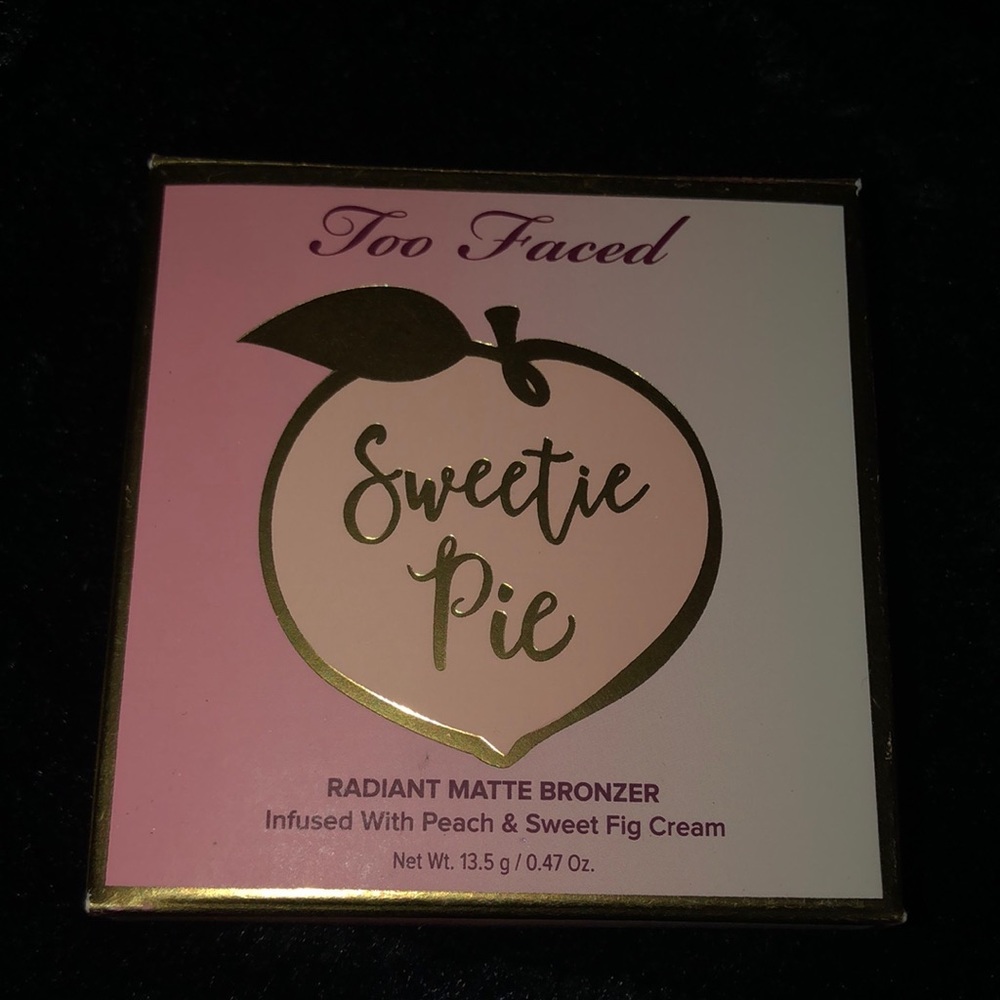 Too Faced
Sweetie
Pie
RADIANT MATTE BRONZER
Infused With Peach & Sweet Fig Cream
Net Wt. 13.5 g / 0.47 Oz.